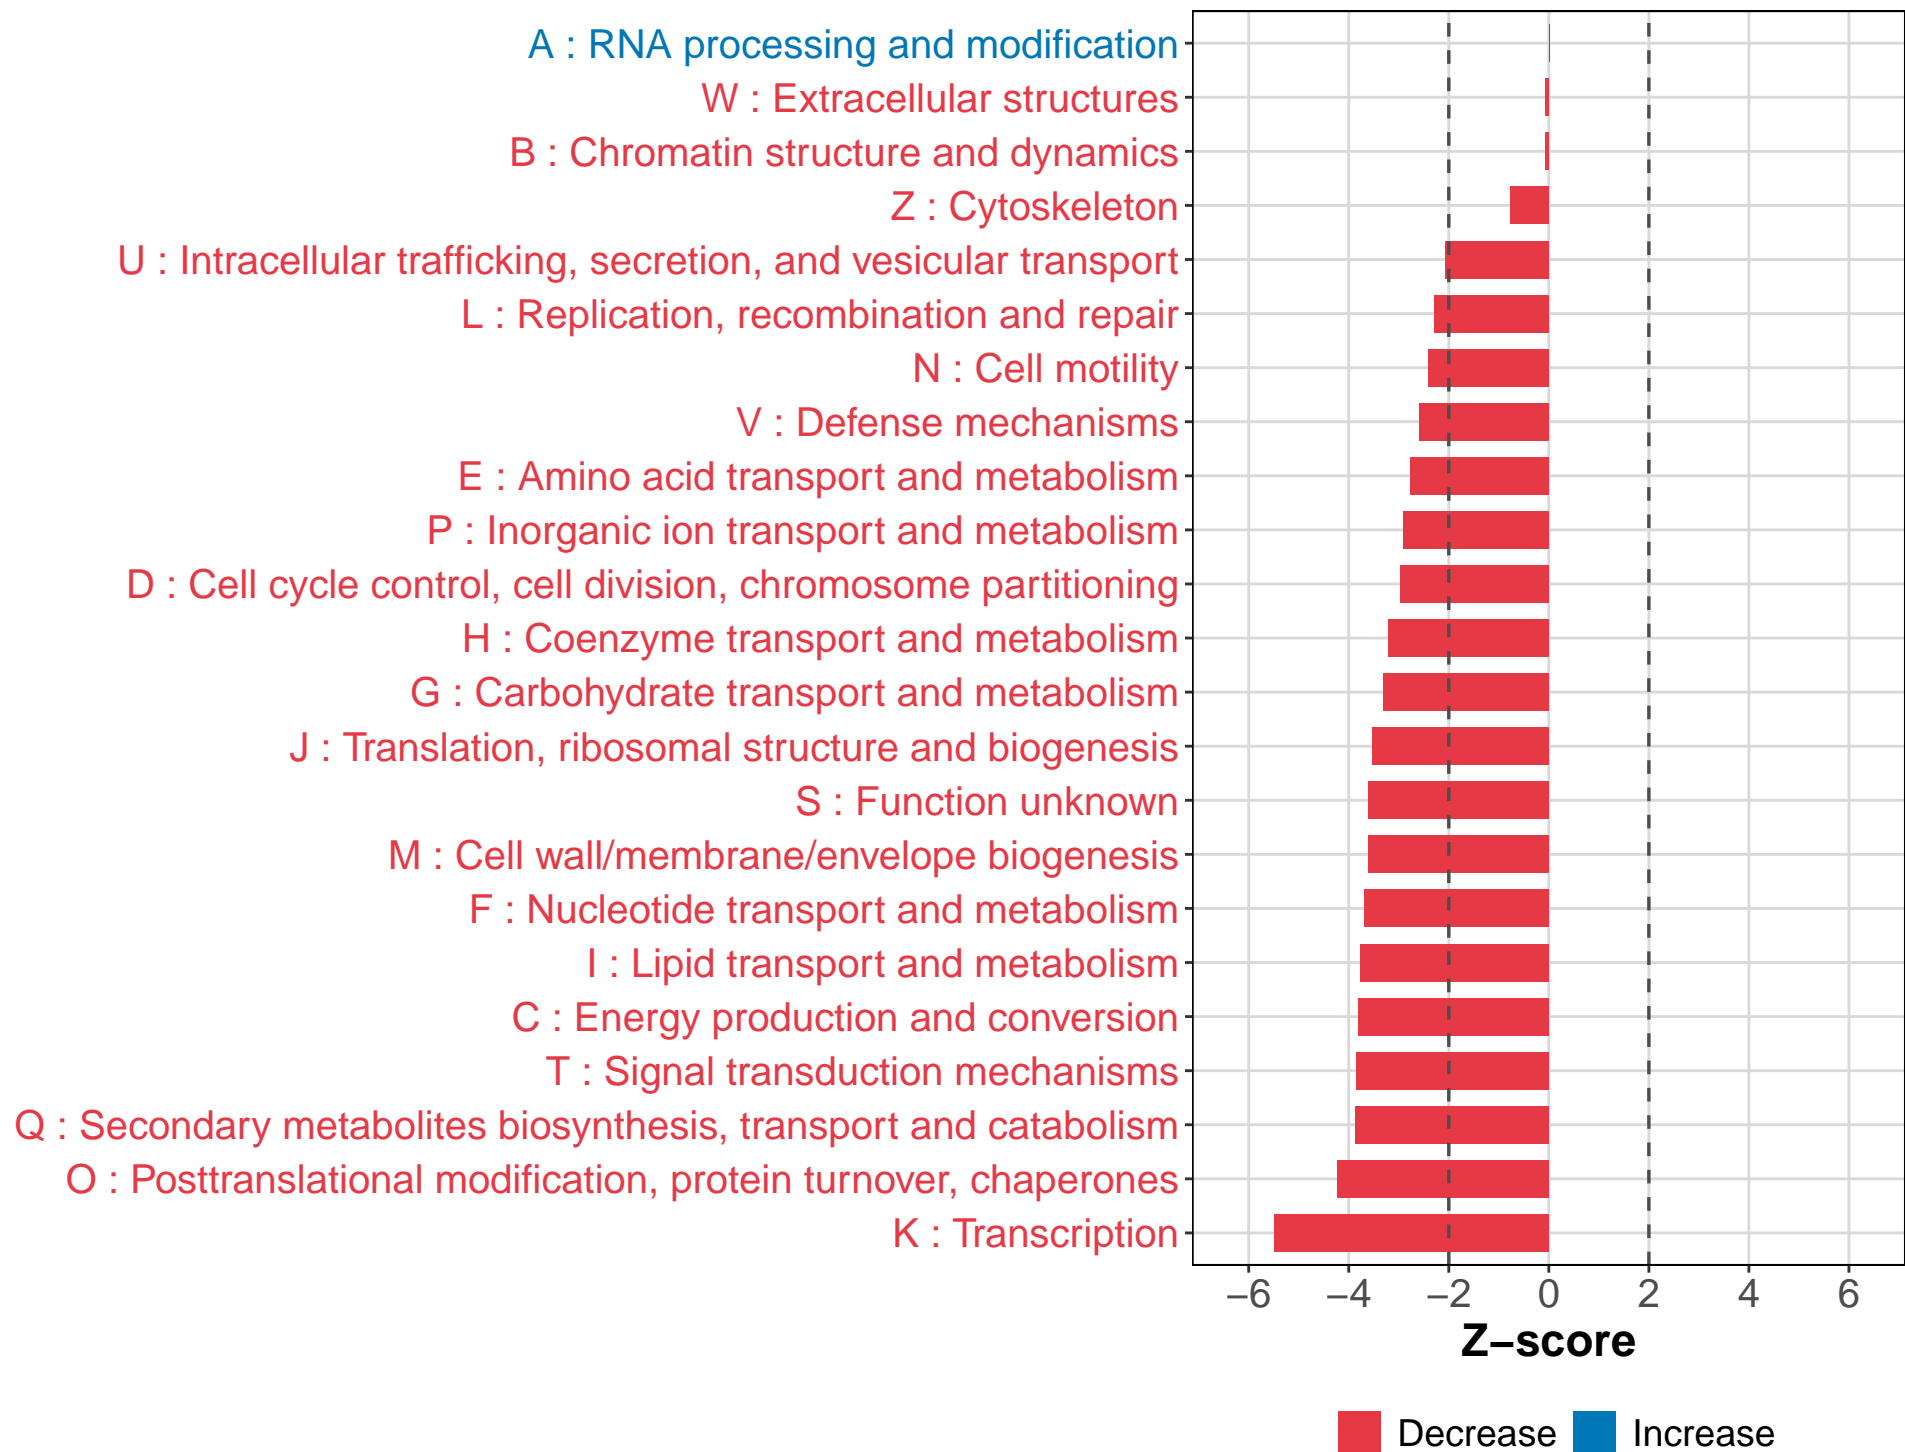 A : RNA processing and modification
W : Extracellular structures
B : Chromatin structure and dynamics
Z : Cytoskeleton
U : Intracellular trafficking, secretion, and vesicular transport
L : Replication, recombination and repair
N : Cell motility
V : Defense mechanisms
E : Amino acid transport and metabolism
P : Inorganic ion transport and metabolism
D : Cell cycle control, cell division, chromosome partitioning
H : Coenzyme transport and metabolism
G : Carbohydrate transport and metabolism
J : Translation, ribosomal structure and biogenesis
S : Function unknown
M : Cell wall/membrane/envelope biogenesis
F : Nucleotide transport and metabolism
I : Lipid transport and metabolism
C : Energy production and conversion
T : Signal transduction mechanisms
Q : Secondary metabolites biosynthesis, transport and catabolism
O : Posttranslational modification, protein turnover, chaperones
K : Transcription
−6 −4 −2 0 2 4 6
Z−score
Decrease Increase